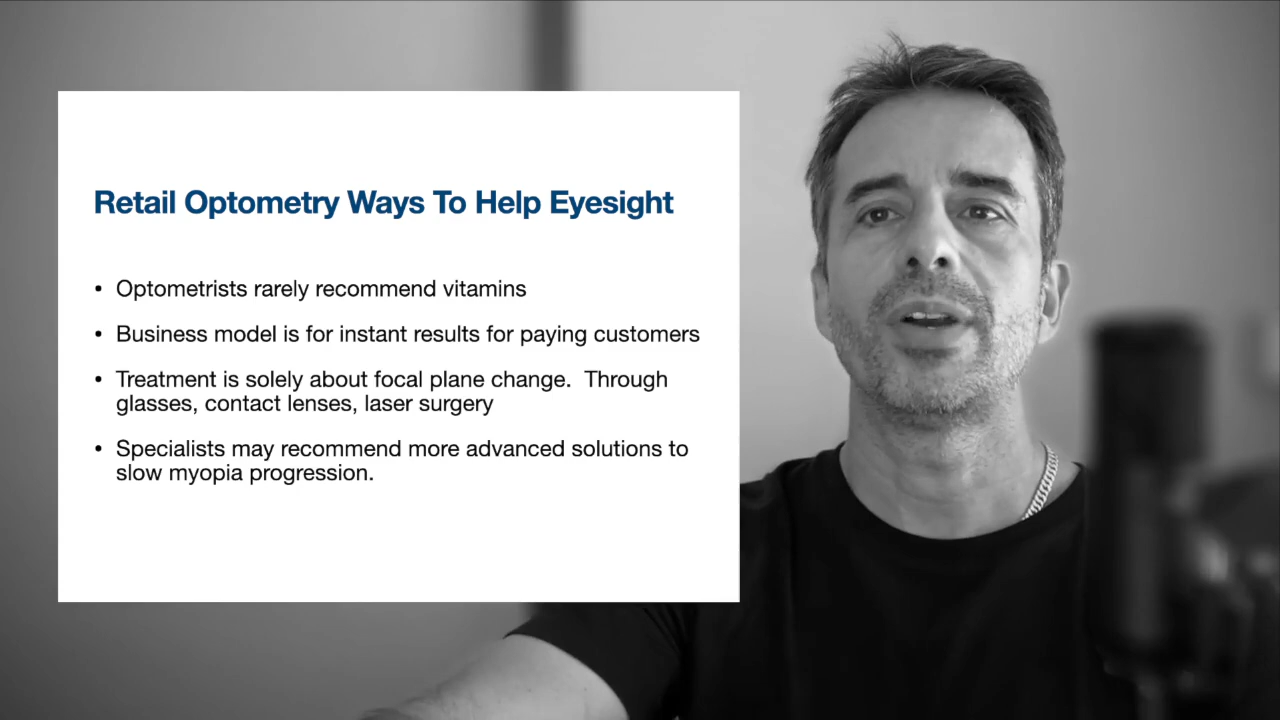 Retail Optometry Ways To Help Eyesight
• Optometrists rarely recommend vitamins
• Business model is for instant results for paying customers
• Treatment is solely about focal plane change.  Through
glasses, contact lenses, laser surgery
• Specialists may recommend more advanced solutions to
slow myopia progression.